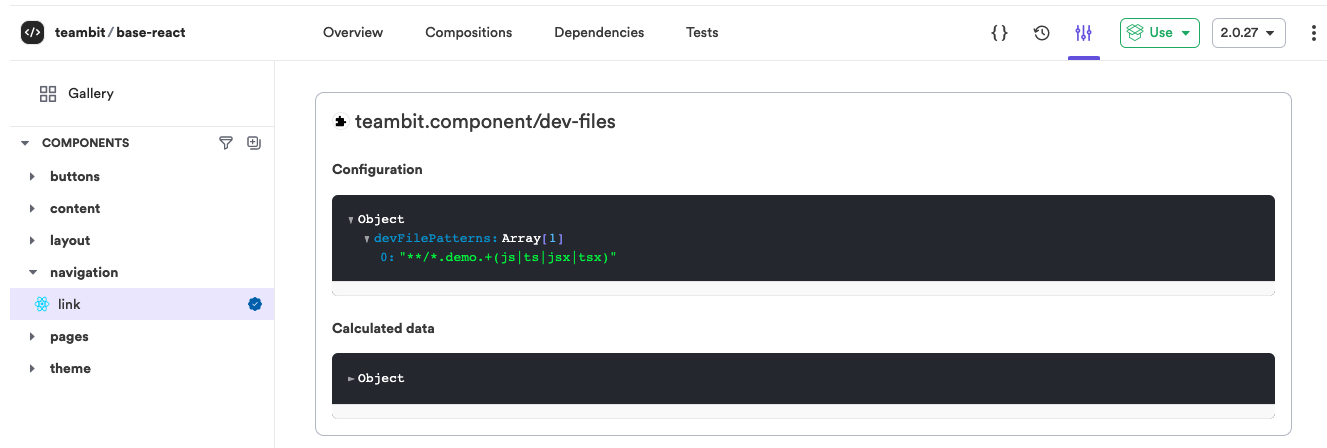 teambit / base-react
Overview
Compositions
Dependencies
Tests
{}
Use
2.0.27
Gallery
COMPONENTS
buttons
content
layout
navigation
link
pages
theme
teambit.component/dev-files
Configuration
Object
devFilePatterns: Array[1]
0: "**/*.demo.+(js|ts|jsx|tsx)"
Calculated data
Object